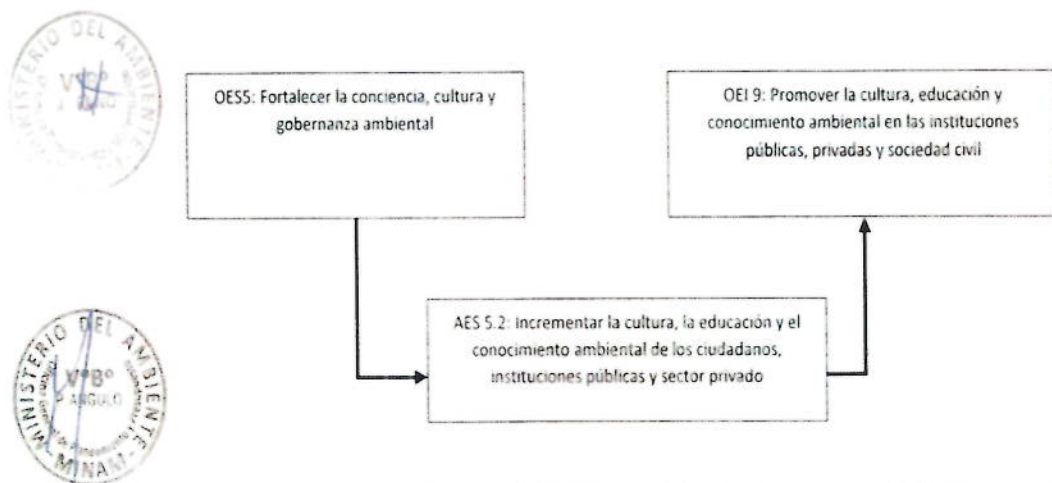 MINISTERIO DEL AMBIENTE
VºBº
OES5: Fortalecer la conciencia, cultura y
gobernanza ambiental
OEI 9: Promover la cultura, educación y
conocimiento ambiental en las instituciones
públicas, privadas y sociedad civil
AES 5.2: Incrementar la cultura, la educación y el
conocimiento ambiental de los ciudadanos,
instituciones públicas y sector privado
MINISTERIO DEL AMBIENTE
VºBº
ANGULO
- MINAM -